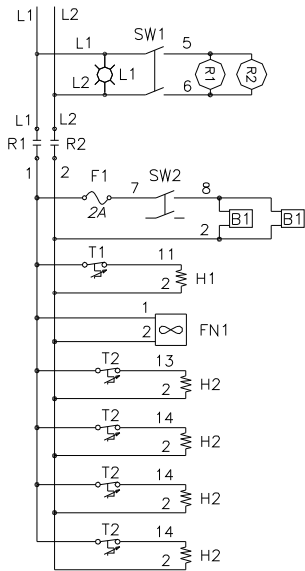 L1 L2
L1 SW1 5
R1 R2
L2 L1 6
L1 L2
R1 R2
1 2
F1 7 SW2 8
2A
B1 B1
2
T1 11
2 H1
1
2 FN1
T2 13
2 H2
T2 14
2 H2
T2 14
2 H2
T2 14
2 H2